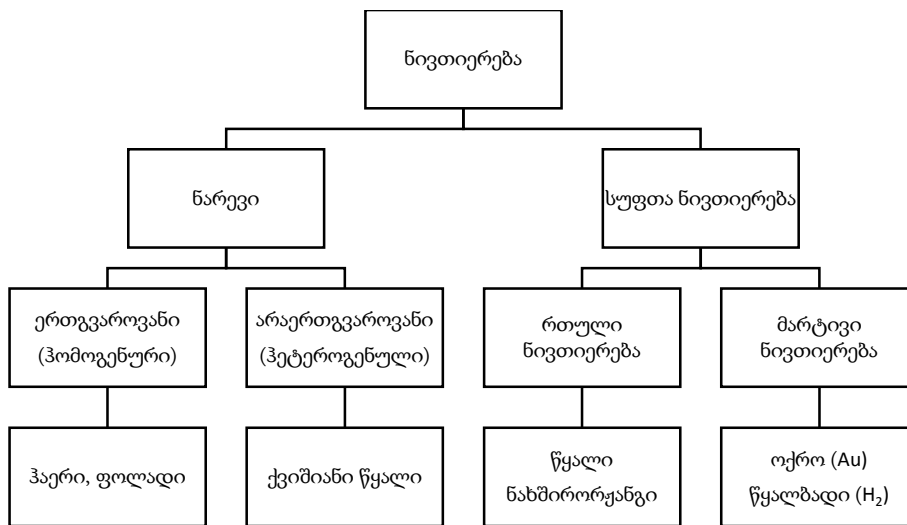 ნივთიერება
ნარევი
სუფთა ნივთიერება
ერთგვაროვანი
(ჰომოგენური)
არაერთგვაროვანი
(ჰეტეროგენული)
რთული
ნივთიერება
მარტივი
ნივთიერება
ჰაერი, ფოლადი
ქვიშიანი წყალი
წყალი
ნახშირორჟანგი
ოქრო (Au)
წყალბადი (H₂)